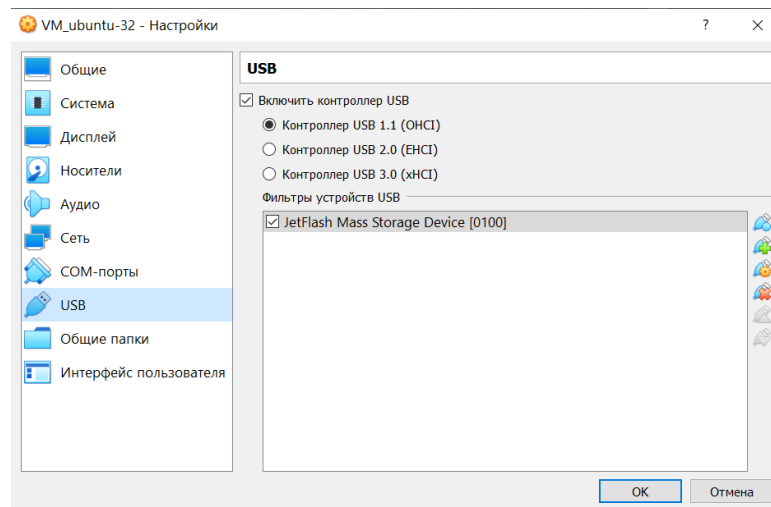 VM_ubuntu-32 - Настройки
?
Общие
Система
Дисплей
Носители
Аудио
Сеть
COM-порты
USB
Общие папки
Интерфейс пользователя
USB
Включить контроллер USB
Контроллер USB 1.1 (OHCI)
Контроллер USB 2.0 (EHCI)
Контроллер USB 3.0 (xHCI)
Фильтры устройств USB
JetFlash Mass Storage Device [0100]
OK
Отмена